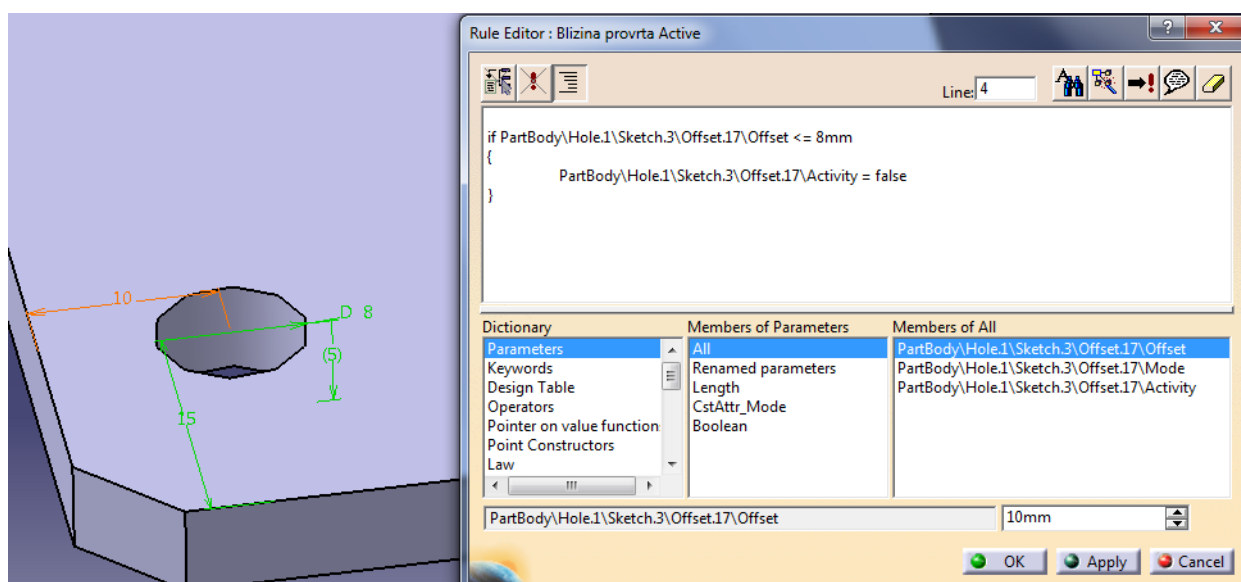 Rule Editor : Blizina provrta Active
Line: 4
if PartBody\Hole.1\Sketch.3\Offset.17\Offset <= 8mm
{
PartBody\Hole.1\Sketch.3\Offset.17\Activity = false
}
10
D 8
(5)
15
Dictionary Members of Parameters Members of All
Parameters All PartBody\Hole.1\Sketch.3\Offset.17\Offset
Keywords Renamed parameters PartBody\Hole.1\Sketch.3\Offset.17\Mode
Design Table Length PartBody\Hole.1\Sketch.3\Offset.17\Activity
Operators CstAttr_Mode
Pointer on value function Boolean
Point Constructors
Law
PartBody\Hole.1\Sketch.3\Offset.17\Offset 10mm
OK Apply Cancel